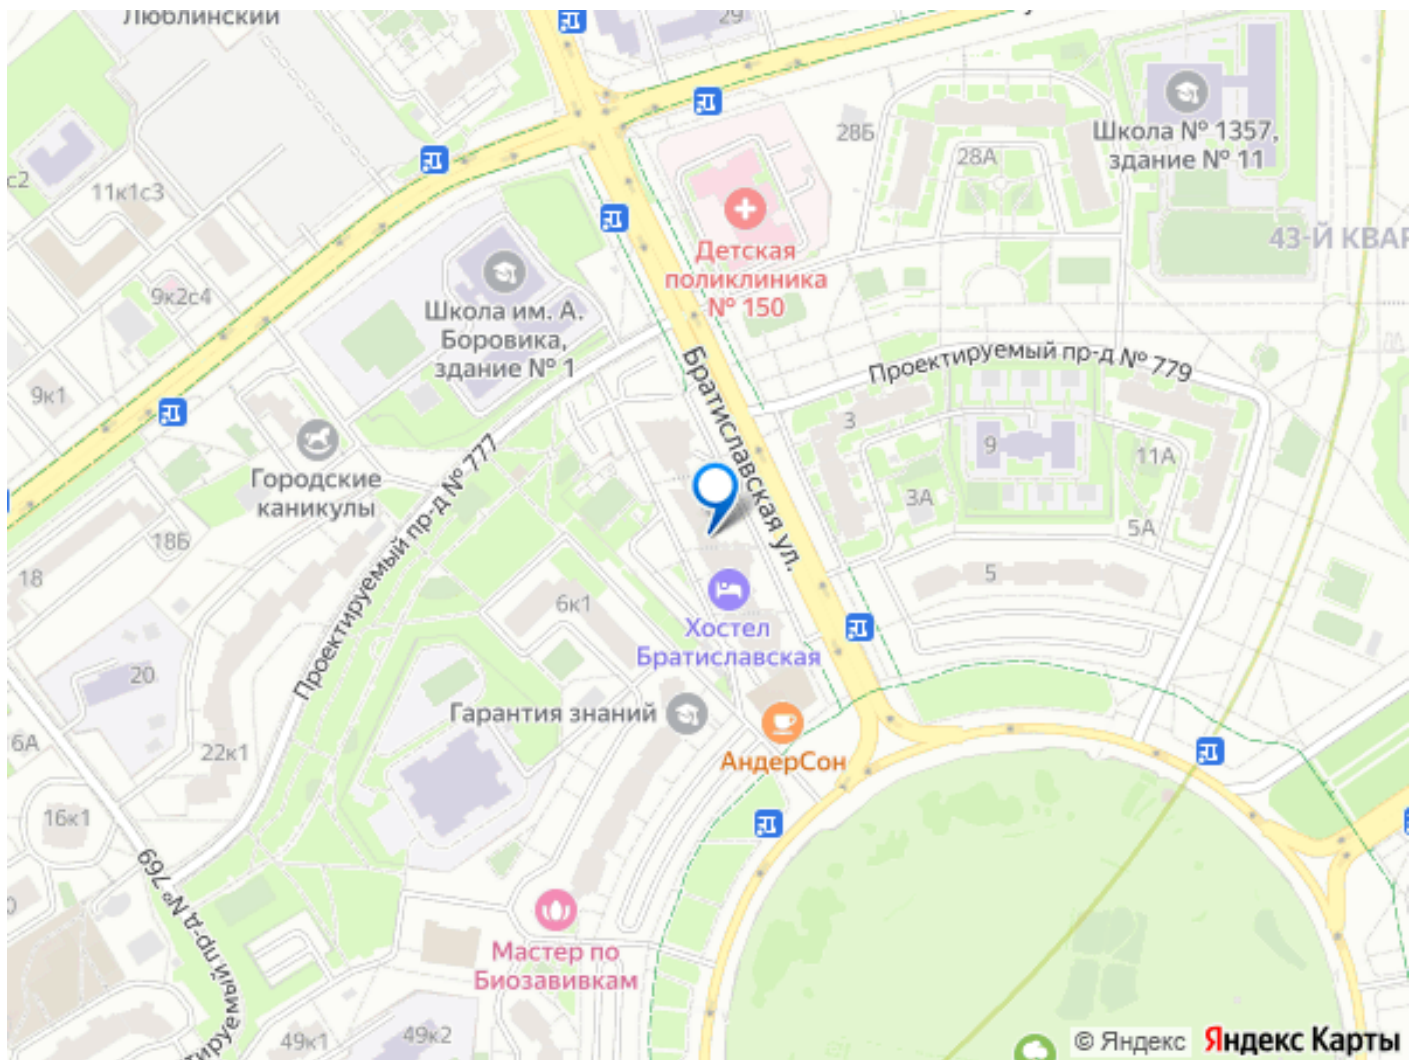 Люблинский
29
28Б
28А
Школа № 1357,
здание № 11
с2
11к1с3
Детская
поликлиника
№ 150
43-Й КВАР
9к2с4
Школа им. А.
Боровика,
здание № 1
Братиславская ул.
Проектируемый пр-д № 779
9к1
3
9
11А
Городские
каникулы
Проектируемый пр-д № 777
3А
5А
18Б
18
5
6к1
Хостел
Братиславская
20
Гарантия знаний
6А
22к1
АндерСон
16к1
Проектируемый пр-д № 769
Мастер по
Биозавивкам
49к1
49к2
© Яндекс
Яндекс Карты